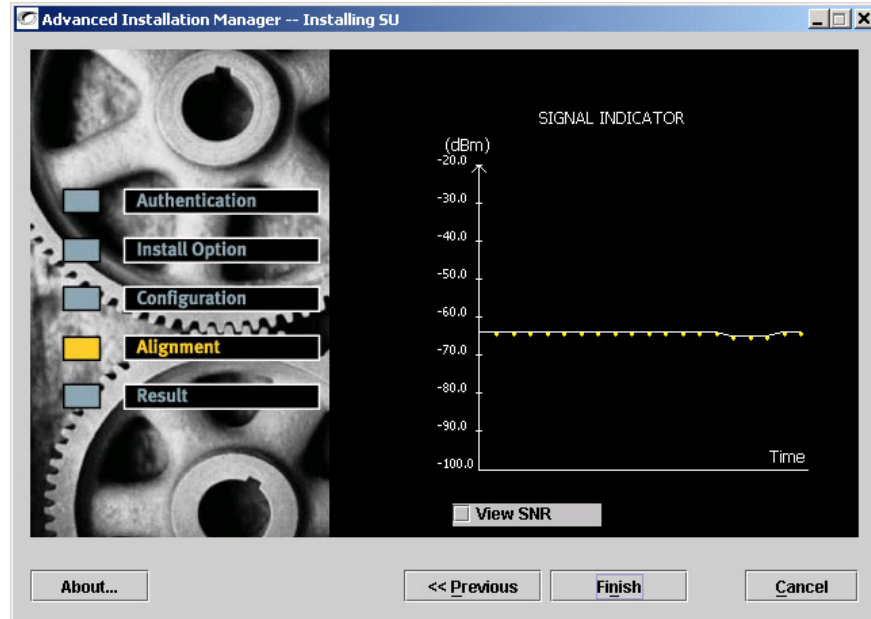 Advanced Installation Manager -- Installing SU
Authentication
Install Option
Configuration
Alignment
Result
SIGNAL INDICATOR
(dBm)
-20.0
-30.0
-40.0
-50.0
-60.0
-70.0
-80.0
-90.0
-100.0
Time
View SNR
About...
<< Previous
Finish
Cancel